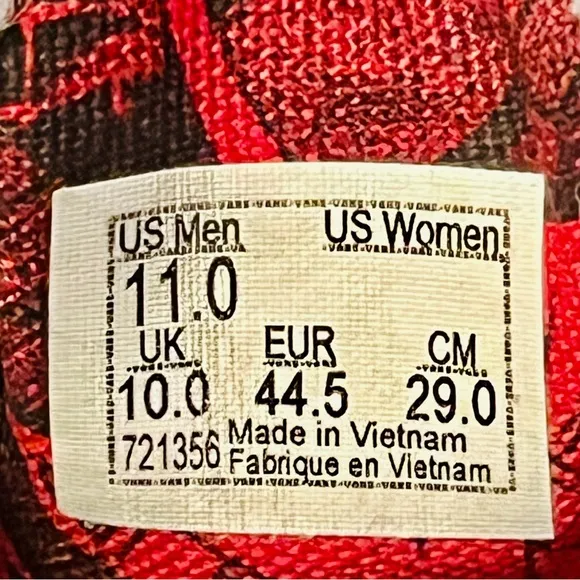 US Men US Women
11.0
UK EUR CM
10.0 44.5 29.0
721356 Made in Vietnam
Fabrique en Vietnam